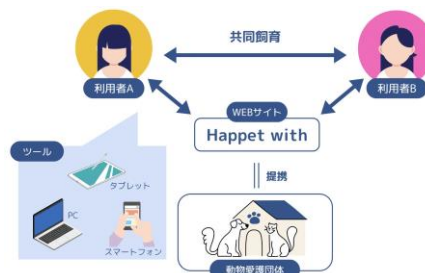 共同飼育
利用者A
利用者B
WEBサイト
Happet with
ツール
タブレット
PC
スマートフォン
提携
動物愛護団体